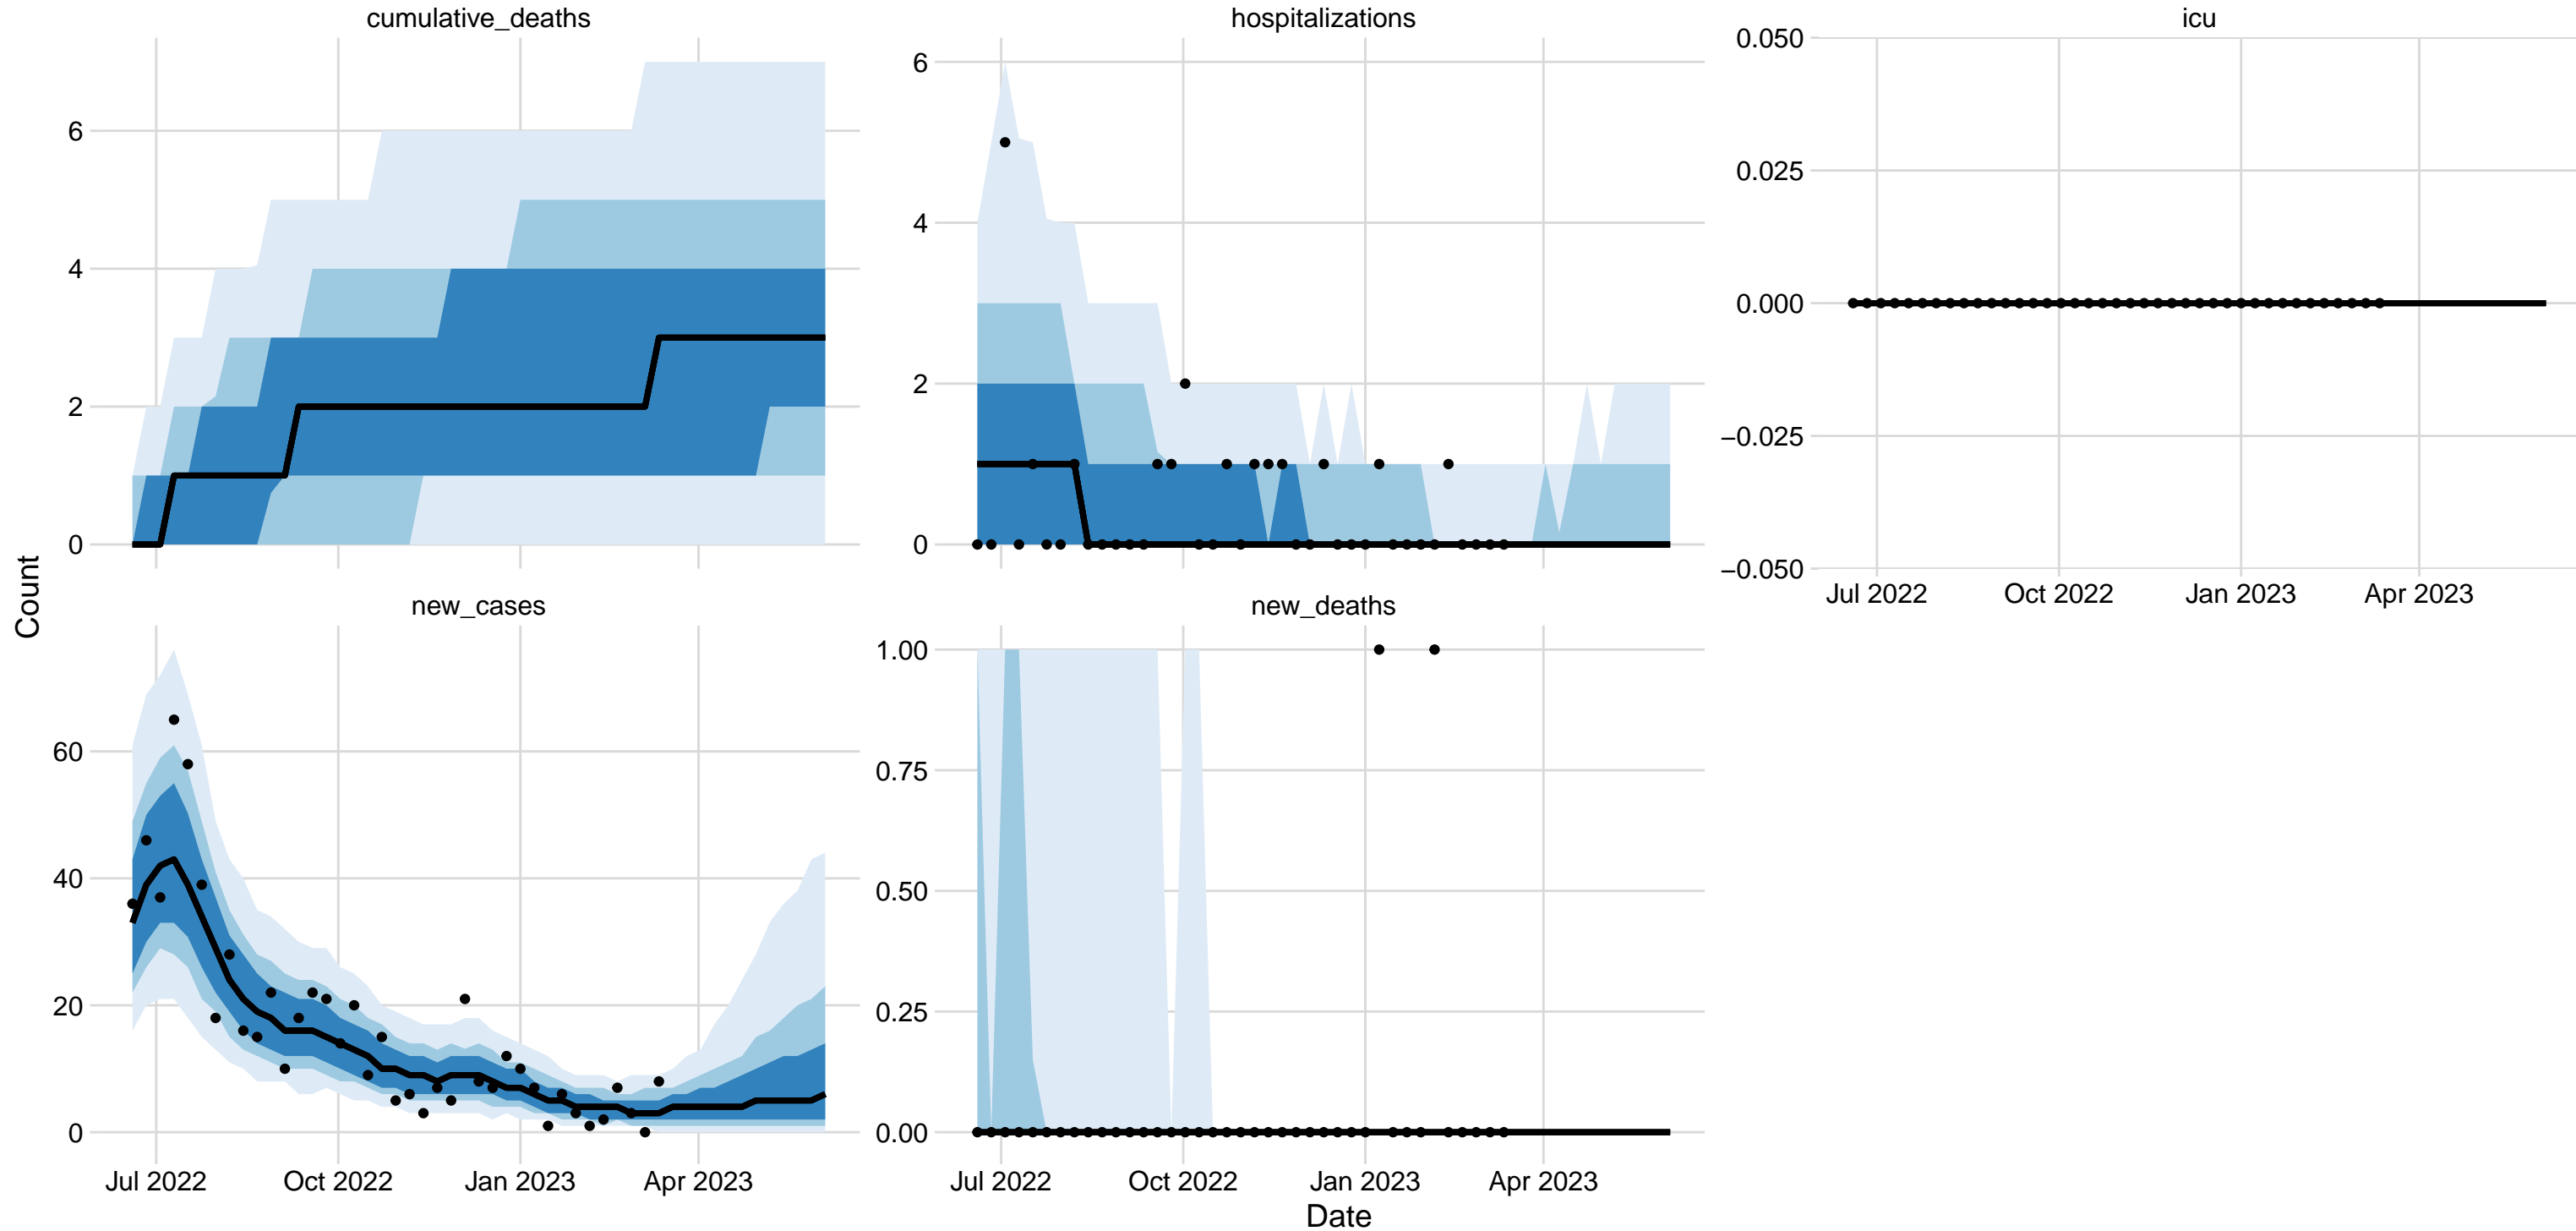 cumulative_deaths
hospitalizations
icu
6
4
2
0
6
4
2
0
0.050
0.025
0.000
−0.025
−0.050
Jul 2022 Oct 2022 Jan 2023 Apr 2023
Count
new_cases
new_deaths
60
40
20
0
1.00
0.75
0.50
0.25
0.00
Jul 2022 Oct 2022 Jan 2023 Apr 2023
Jul 2022 Oct 2022 Jan 2023 Apr 2023
Date